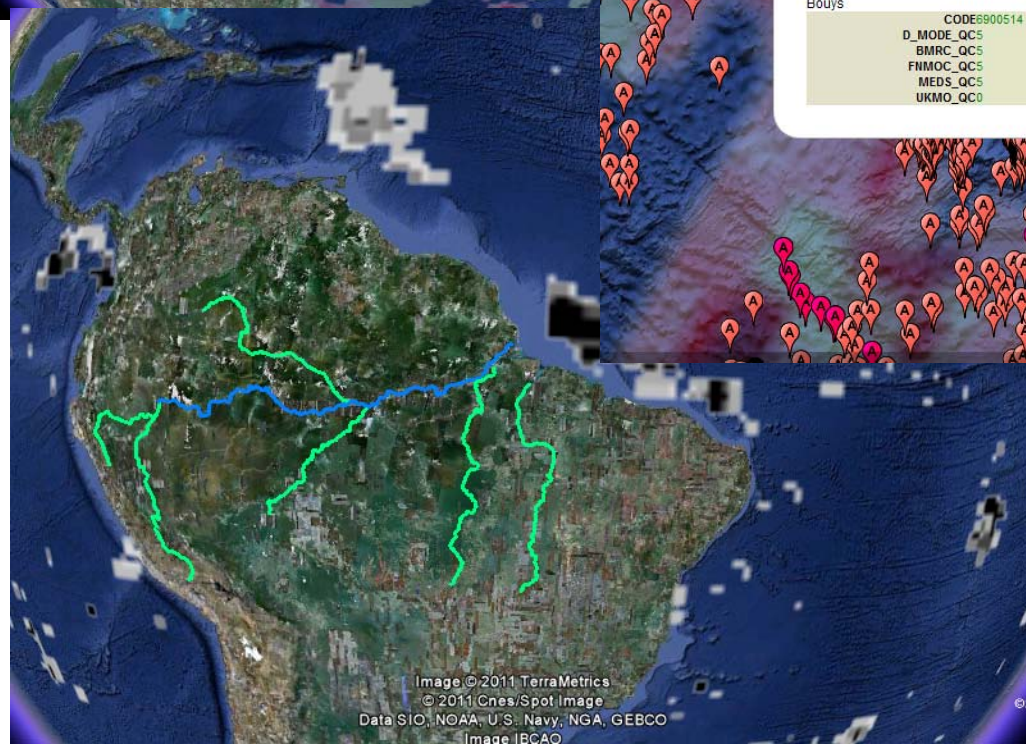 Bouys
CODE6900514
D_MODE_QC5
BMRC_QC5
FNMOC_QC5
MEDS_QC5
UKMO_QC0
A
Image © 2011 TerraMetrics
© 2011 Cnes/Spot Image
Data SIO, NOAA, U.S. Navy, NGA, GEBCO
Image IBCAO
©